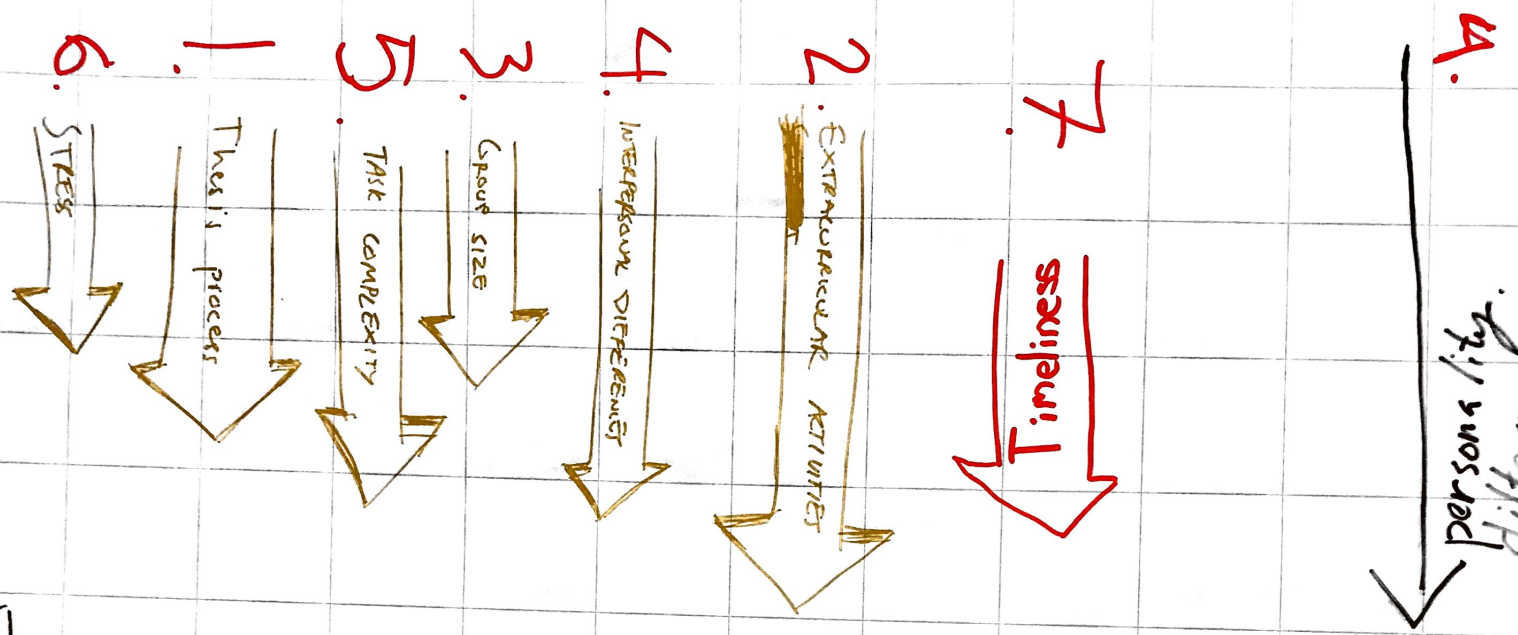 4.
personality.
7.
Timeliness
2. EXTRACURRICULAR ACTIVITIES
4. INTERPERSONAL DIFFERENCES
3. GROUP SIZE
5. TASK COMPLEXITY
1. Thesis process
6. STRESS